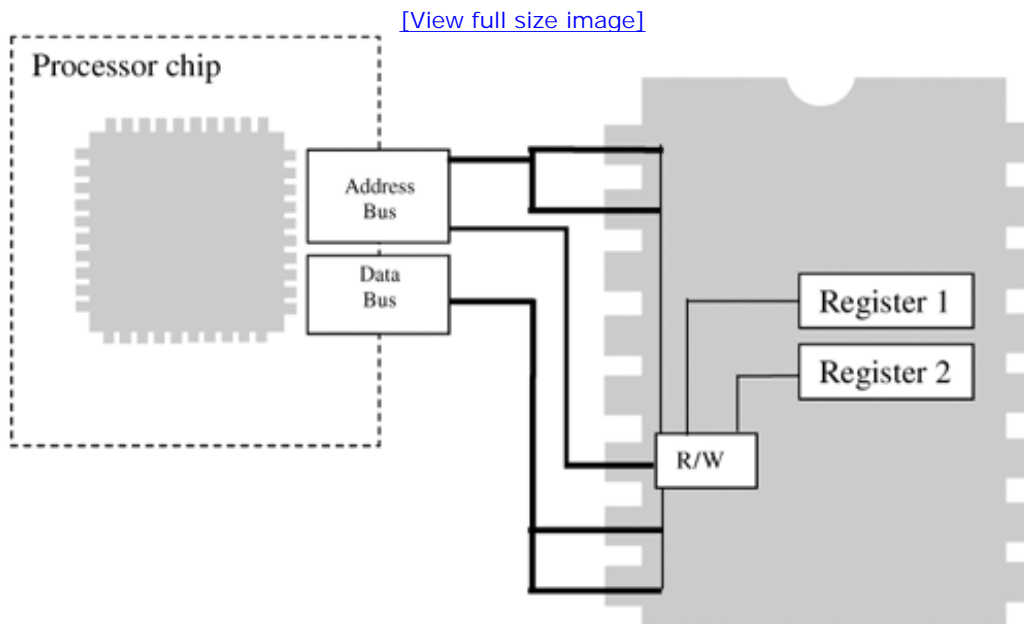 [View full size image]
Processor chip
Address
Bus
Data
Bus
Register 1
Register 2
R/W